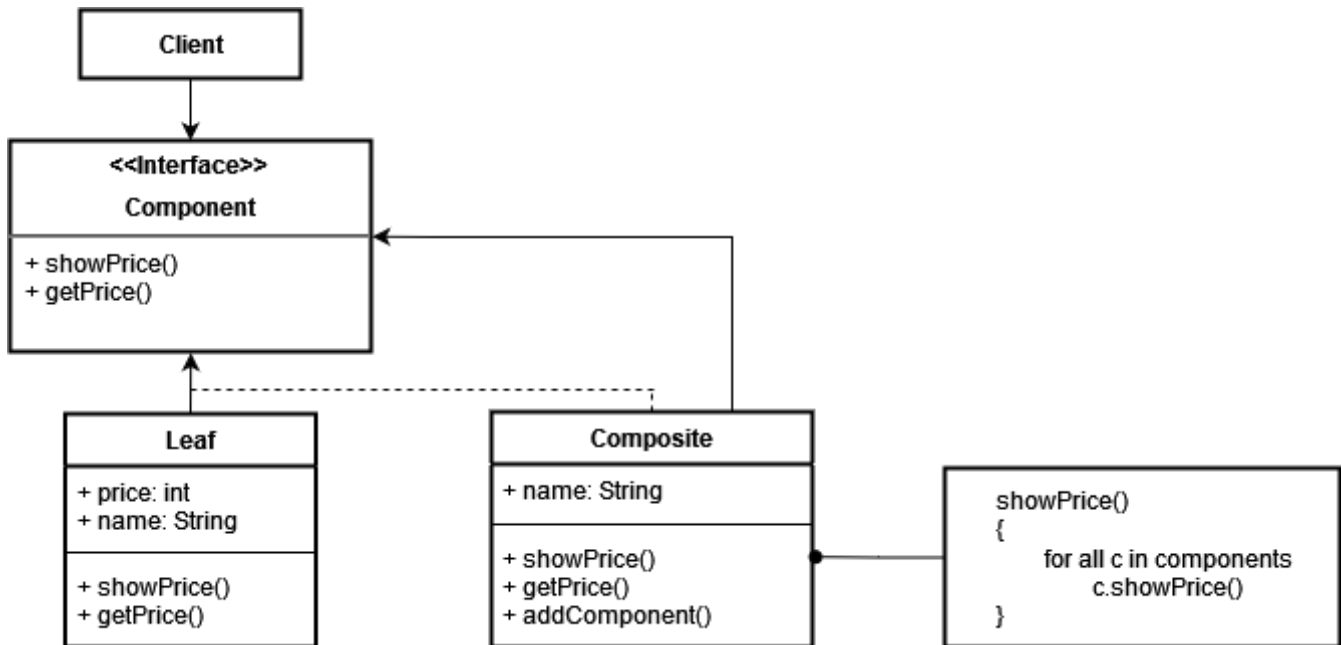 Client
<<Interface>>
Component
+ showPrice()
+ getPrice()
Leaf
+ price: int
+ name: String
+ showPrice()
+ getPrice()
Composite
+ name: String
+ showPrice()
+ getPrice()
+ addComponent()
showPrice()
{
for all c in components
c.showPrice()
}